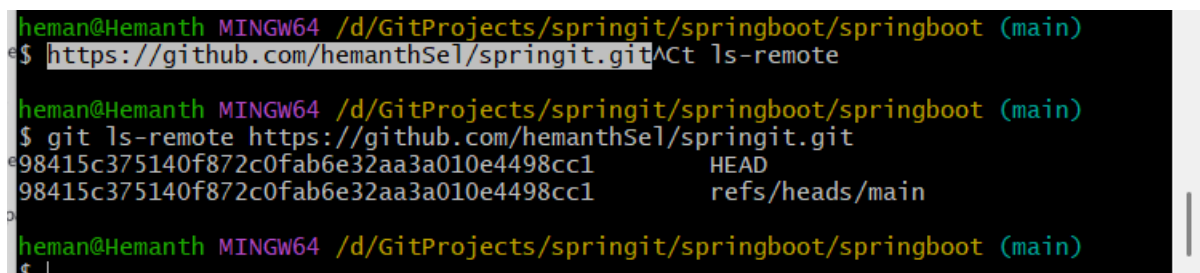 heman@Hemanth MINGW64 /d/GitProjects/springit/springboot/springboot (main)
$ https://github.com/hemanthSel/springit.git^Ct ls-remote
heman@Hemanth MINGW64 /d/GitProjects/springit/springboot/springboot (main)
$ git ls-remote https://github.com/hemanthSel/springit.git
98415c375140f872c0fab6e32aa3a010e4498cc1        HEAD
98415c375140f872c0fab6e32aa3a010e4498cc1        refs/heads/main
heman@Hemanth MINGW64 /d/GitProjects/springit/springboot/springboot (main)
$